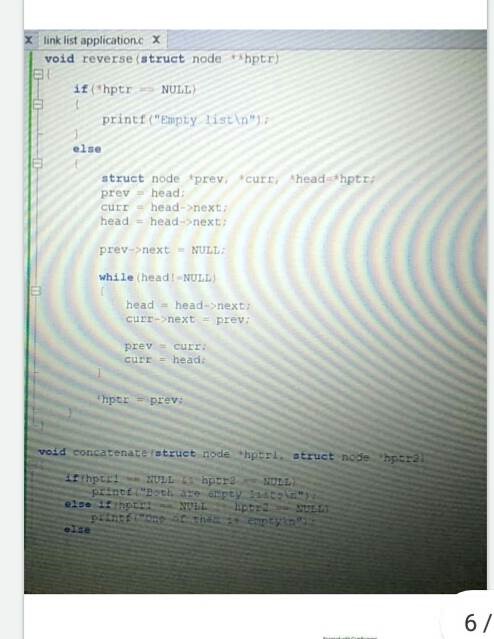 X link list application.c X
void reverse(struct node **hptr)
{
if(*hptr == NULL)
{
printf("Empty list\n");
}
else
{
struct node *prev, *curr, *head=*hptr;
prev = head;
curr = head->next;
head = head->next;
prev->next = NULL;
while(head!=NULL)
{
head = head->next;
curr->next = prev;
prev = curr;
curr = head;
}
*hptr = prev;
}
}
void concatenate(struct node *hptr1, struct node *hptr2)
if(hptr1 == NULL && hptr2 == NULL)
printf("Both are empty lists\n");
else if(hptr1 == NULL || hptr2 == NULL)
printf("One of them is empty\n");
else
6 /